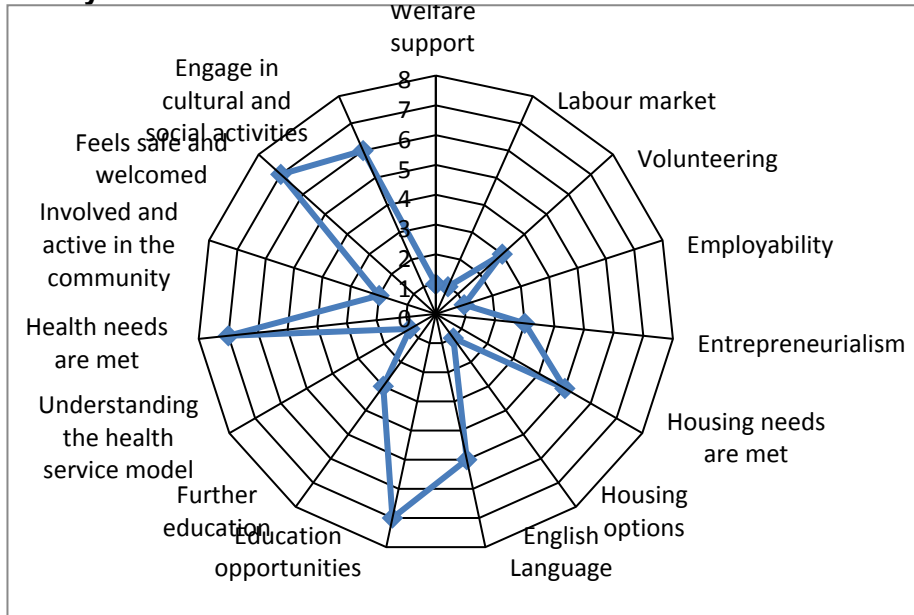 Welfare
support
Labour market
Volunteering
Employability
Entrepreneurialism
Housing needs
are met
Housing
options
English
Language
Education
opportunities
Further
education
Understanding
the health
service model
Health needs
are met
Involved and
active in the
community
Feels safe and
welcomed
Engage in
cultural and
social activities
8
7
6
5
4
3
2
1
0